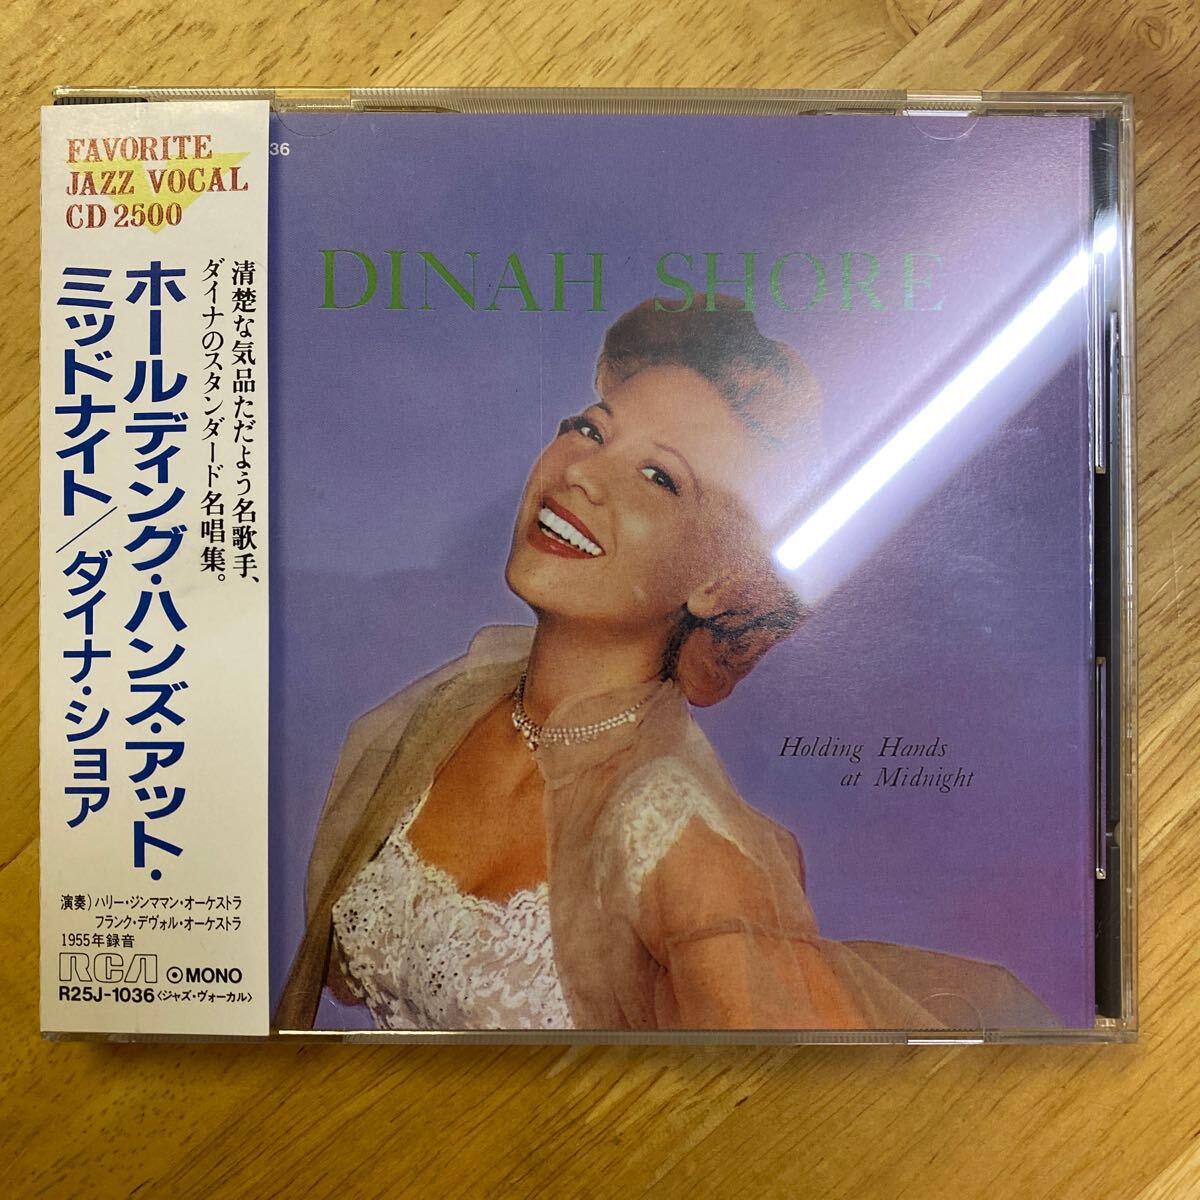 FAVORITE
JAZZ VOCAL
CD 2500
清楚な気品ただよう名歌手、
ダイナのスタンダード名唱集。
ホールディング・ハンズ・アット・
ミッドナイト/ダイナ・ショア
演奏)ハリー・ジンママン・オーケストラ
フランク・デヴォル・オーケストラ
1955年録音
RCA MONO
R25J-1036〈ジャズ・ヴォーカル〉
36
DINAH SHORE
Holding Hands
at Midnight